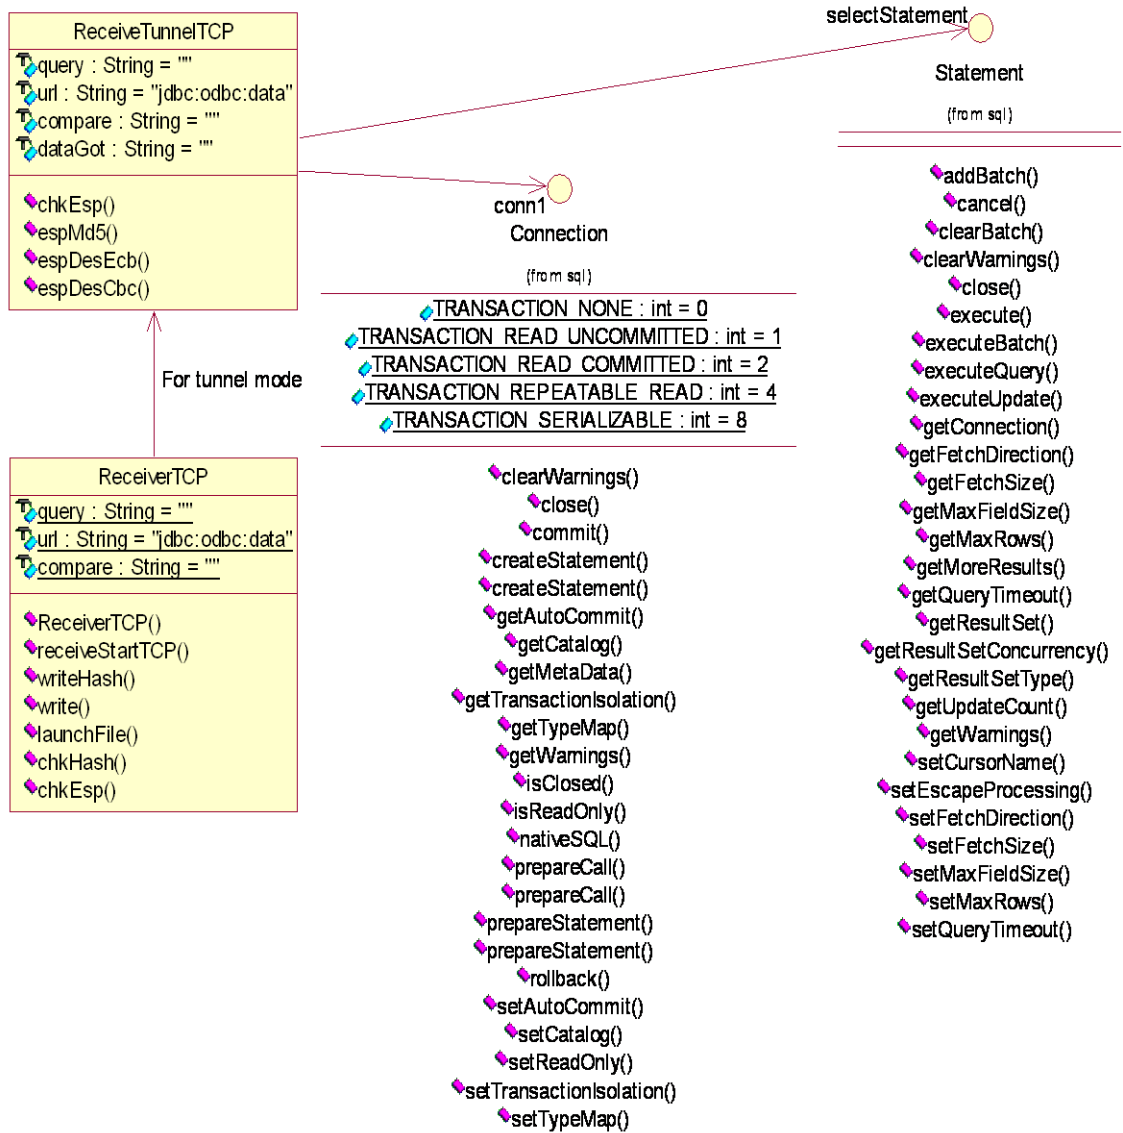 ReceiveTunnelTCP
query : String = ""
url : String = "jdbc:odbc:data"
compare : String = ""
dataGot : String = ""
chkEsp()
espMd5()
espDesEcb()
espDesCbc()
For tunnel mode
ReceiverTCP
query : String = ""
url : String = "jdbc:odbc:data"
compare : String = ""
ReceiverTCP()
receiveStartTCP()
writeHash()
write()
launchFile()
chkHash()
chkEsp()
conn1
Connection
(from sql)
TRANSACTION_NONE : int = 0
TRANSACTION_READ_UNCOMMITTED : int = 1
TRANSACTION_READ_COMMITTED : int = 2
TRANSACTION_REPEATABLE_READ : int = 4
TRANSACTION_SERIALIZABLE : int = 8
clearWarnings()
close()
commit()
createStatement()
createStatement()
getAutoCommit()
getCatalog()
getMetaData()
getTransactionIsolation()
getTypeMap()
getWarnings()
isClosed()
isReadOnly()
nativeSQL()
prepareCall()
prepareCall()
prepareStatement()
prepareStatement()
rollback()
setAutoCommit()
setCatalog()
setReadOnly()
setTransactionIsolation()
setTypeMap()
selectStatement
Statement
(from sql)
addBatch()
cancel()
clearBatch()
clearWarnings()
close()
execute()
executeBatch()
executeQuery()
executeUpdate()
getConnection()
getFetchDirection()
getFetchSize()
getMaxFieldSize()
getMaxRows()
getMoreResults()
getQueryTimeout()
getResultSet()
getResultSetConcurrency()
getResultSetType()
getUpdateCount()
getWarnings()
setCursorName()
setEscapeProcessing()
setFetchDirection()
setFetchSize()
setMaxFieldSize()
setMaxRows()
setQueryTimeout()